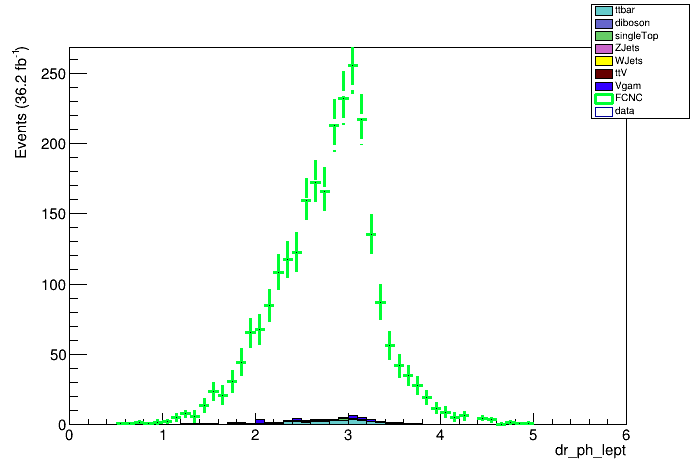 ttbar
diboson
singleTop
ZJets
WJets
ttV
Vgam
FCNC
data
Events (36.2 fb⁻¹)
250
200
150
100
50
0
0 1 2 3 4 5 6
dr_ph_lept